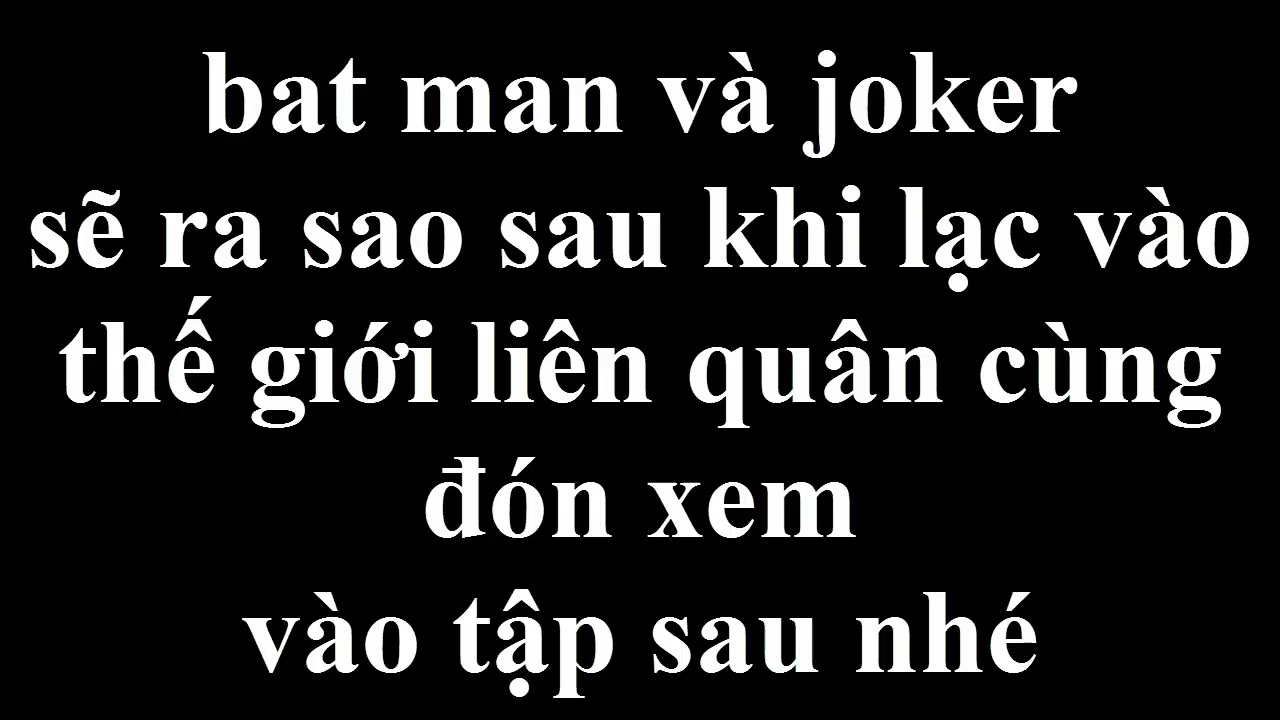 bat man và joker
sẽ ra sao sau khi lạc vào
thế giới liên quân cùng
đón xem
vào tập sau nhé